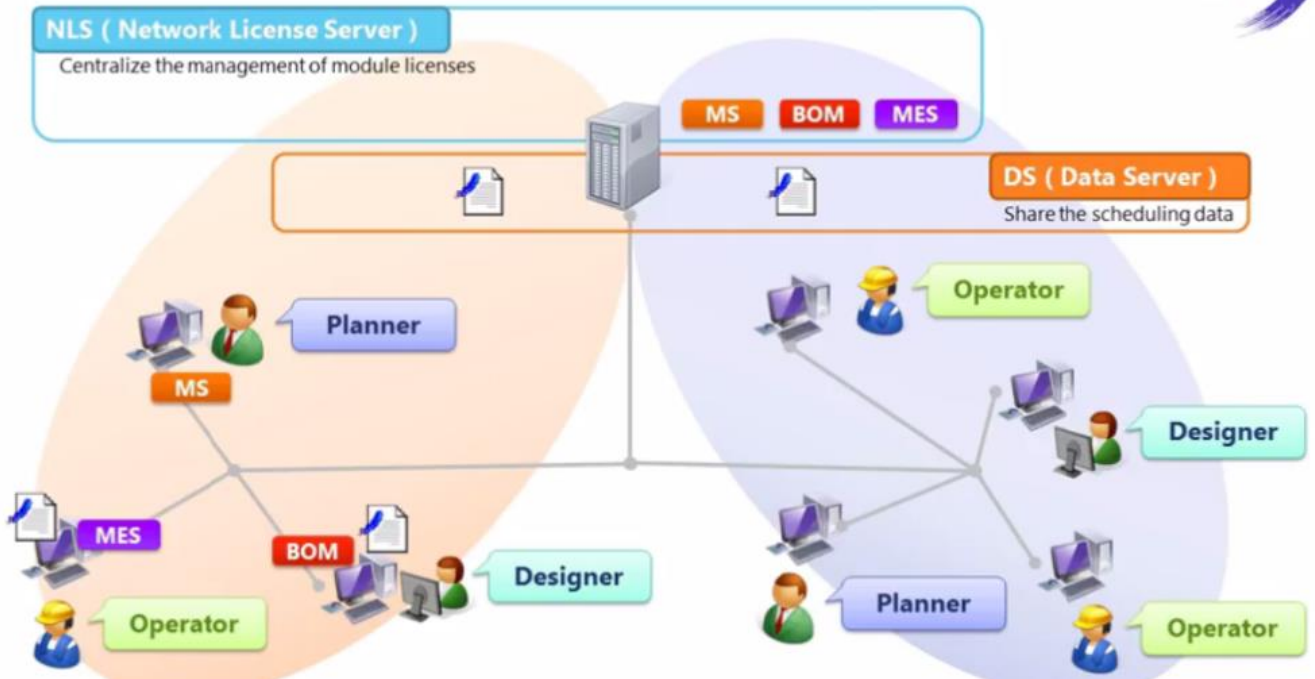 NLS ( Network License Server )
Centralize the management of module licenses
MS BOM MES
DS ( Data Server )
Share the scheduling data
Operator
Planner
MS
Designer
MES
BOM
Designer
Planner
Operator
Operator